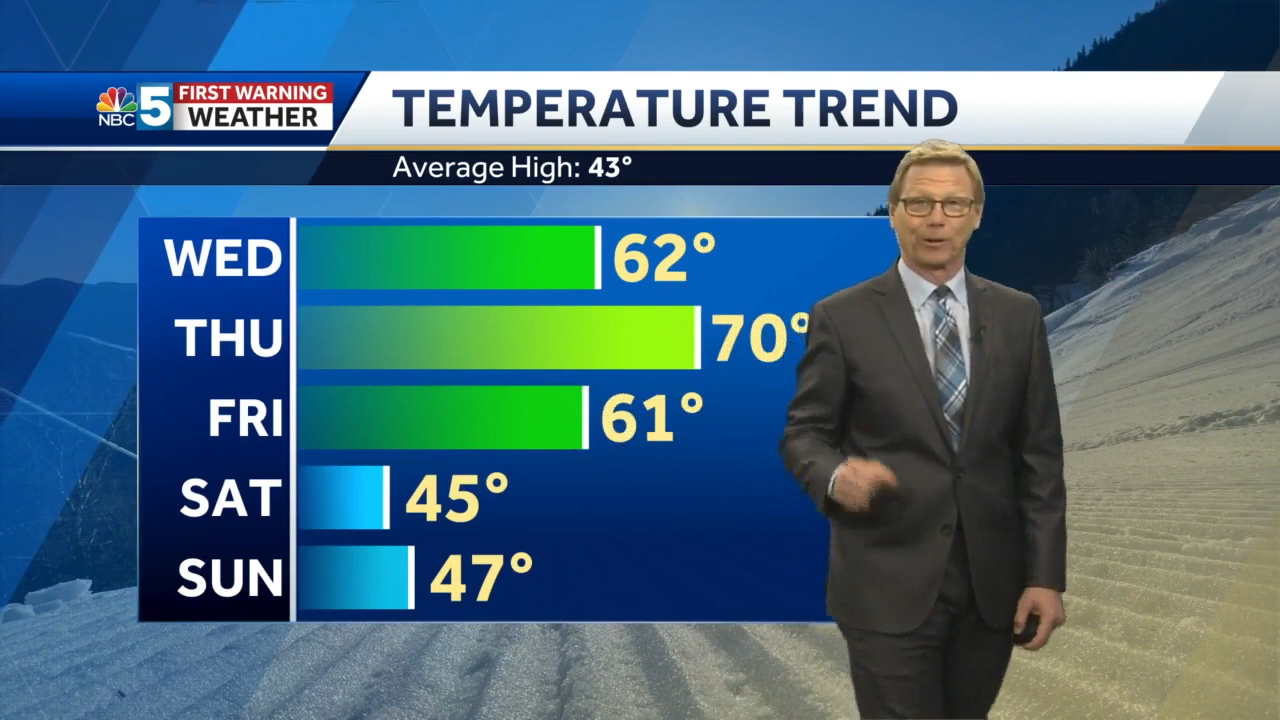 NBC 5 FIRST WARNING
WEATHER
TEMPERATURE TREND
Average High: 43°
WED 62°
THU 70°
FRI 61°
SAT 45°
SUN 47°